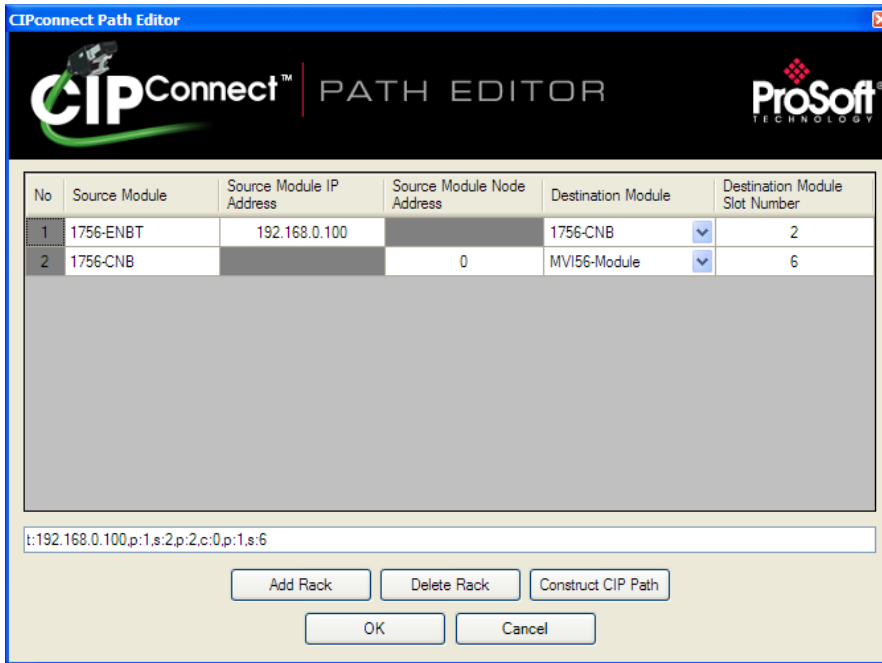 CIPconnect Path Editor
CIPConnect™ PATH EDITOR
ProSoft®
TECHNOLOGY
No Source Module Source Module IP Address Source Module Node Address Destination Module Destination Module Slot Number
1 1756-ENBT 192.168.0.100 1756-CNB 2
2 1756-CNB 0 MVI56-Module 6
t:192.168.0.100,p:1,s:2,p:2,c:0,p:1,s:6
Add Rack Delete Rack Construct CIP Path
OK Cancel